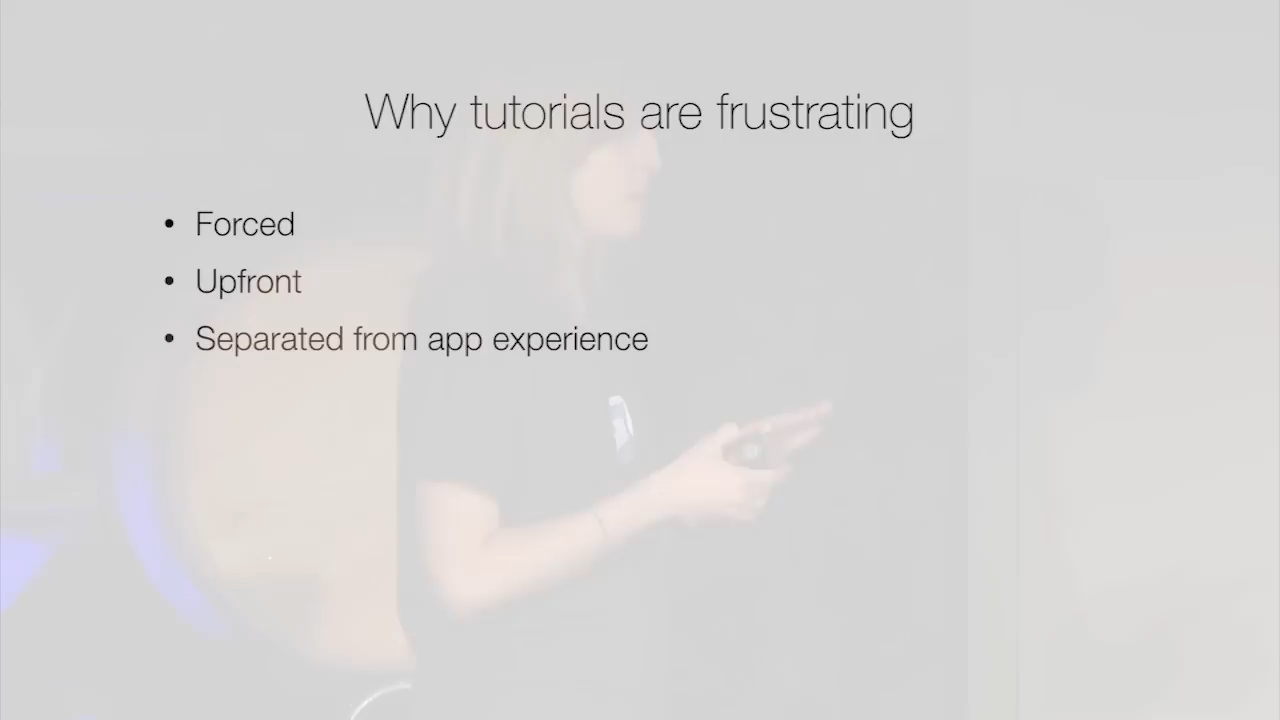 Why tutorials are frustrating
• Forced
• Upfront
• Separated from app experience